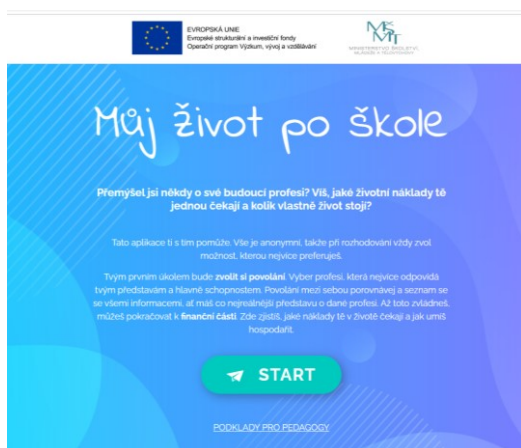 EVROPSKÁ UNIE
Evropské strukturální a investiční fondy
Operační program Výzkum, vývoj a vzdělávání
MINISTERSTVO ŠKOLSTVÍ,
MLÁDEŽE A TĚLOVÝCHOVY
Můj život po škole
Přemýšlel jsi někdy o své budoucí profesi? Víš, jaké životní náklady tě
jednou čekají a kolik vlastně život stojí?
Tato aplikace ti s tím pomůže. Vše je anonymní, takže při rozhodování vždy zvol
možnost, kterou nejvíce preferuješ.
Tvým prvním úkolem bude zvolit si povolání. Vyber profesi, která nejvíce odpovídá
tvým představám a hlavně schopnostem. Povolání mezi sebou porovnávej a seznam se
se všemi informacemi, ať máš co nejreálnější představu o dané profesi. Až toto zvládneš,
můžeš pokračovat k finanční části. Zde zjistíš, jaké náklady tě v životě čekají a jak umíš
hospodařit.
START
PODKLADY PRO PEDAGOGY